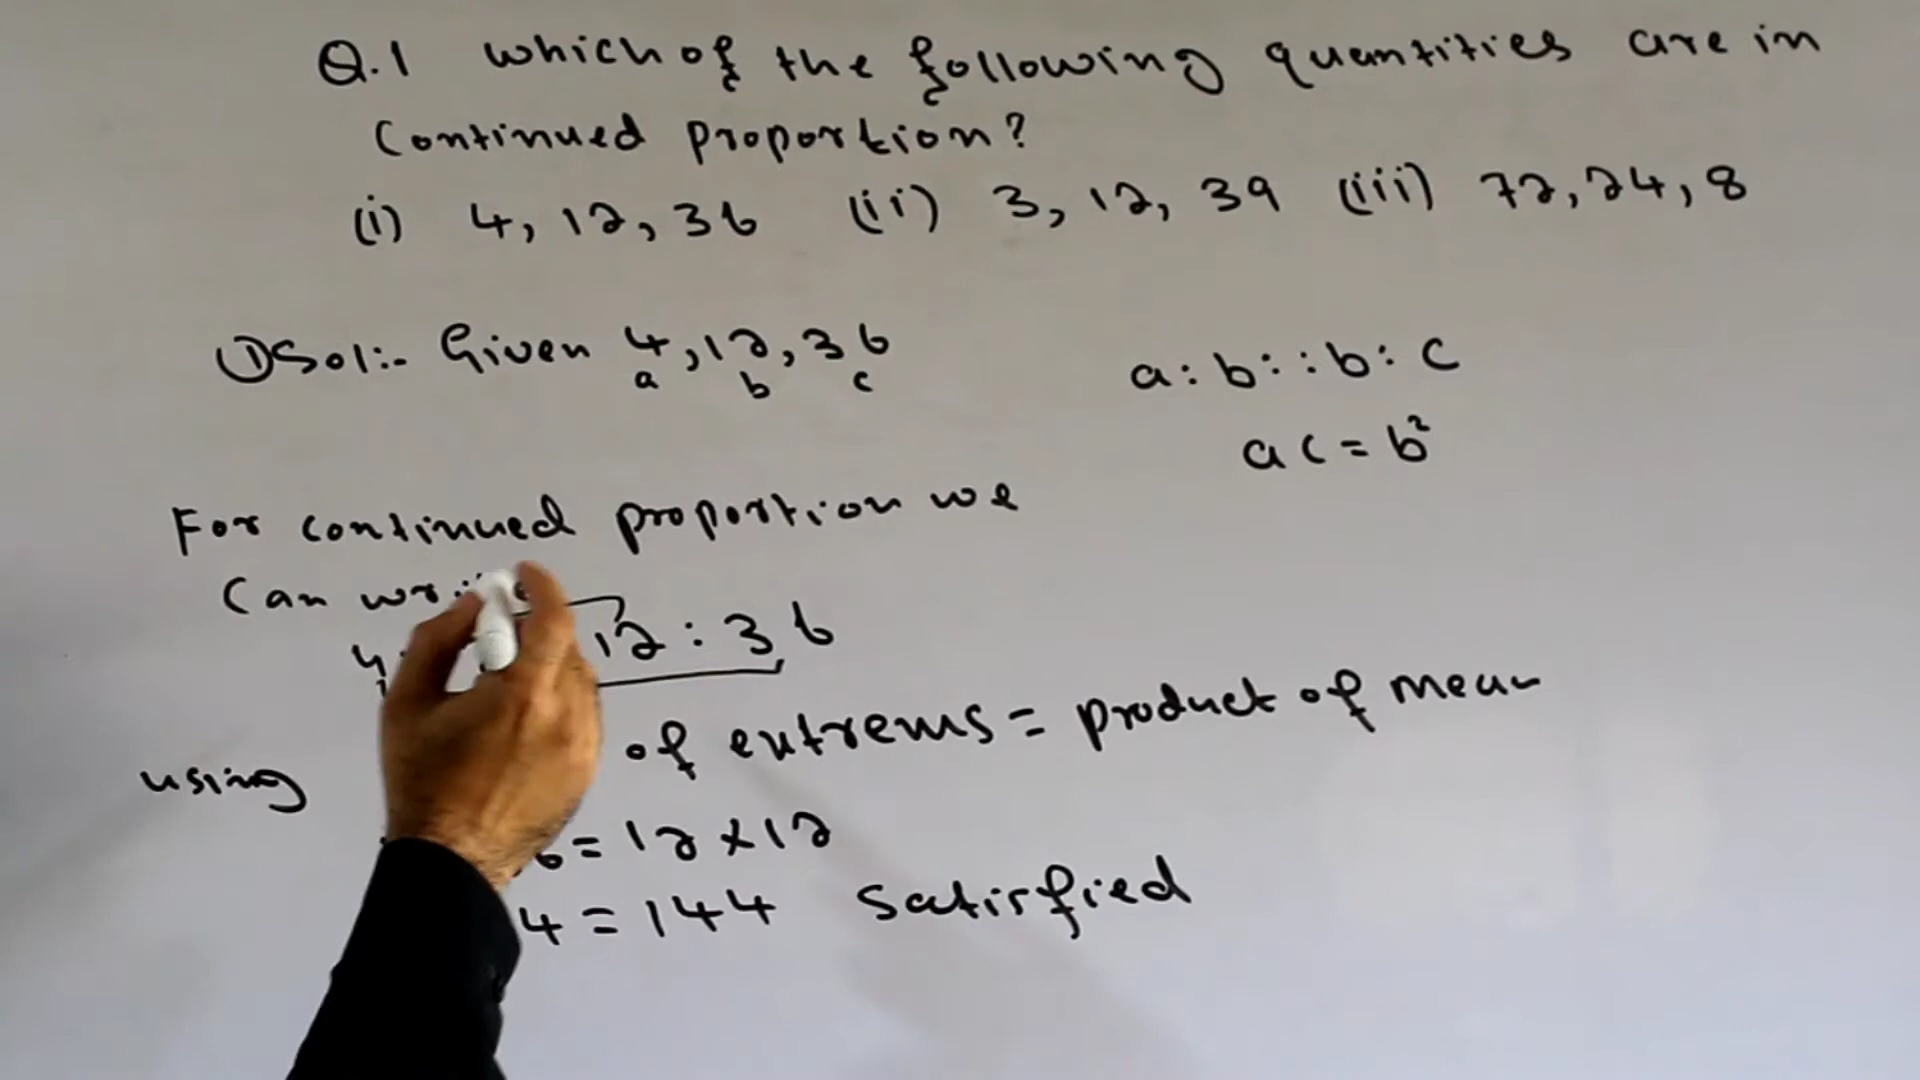 Q.1 which of the following quantities are in
Continued proportion?
(i) 4, 12, 36 (ii) 3, 12, 39 (iii) 72, 24, 8
① Sol:- Given 4, 12, 36
a b c
a : b :: b : c
ac = b²
For continued proportion we
Can
12 : 36
using of extrems = product of mean
= 12 × 12
4 = 144 Satisfied